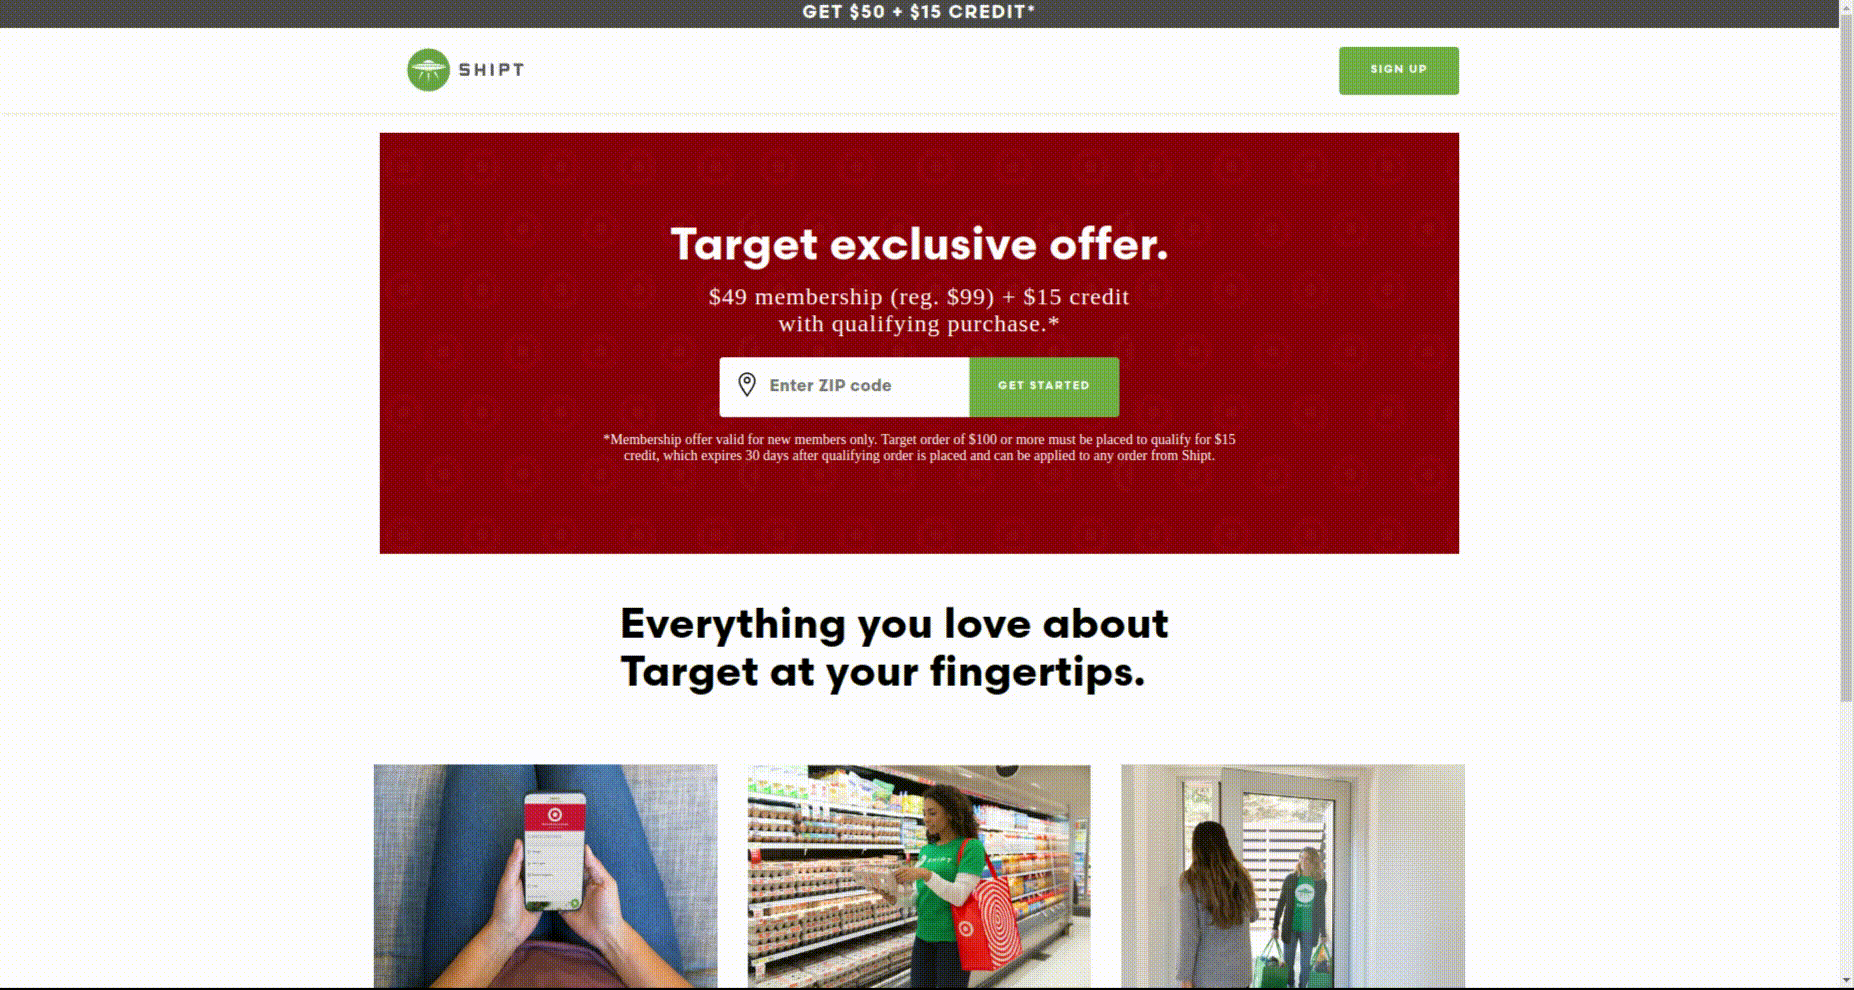 GET $50 + $15 CREDIT*
SHIPT
SIGN UP
Target exclusive offer.
$49 membership (reg. $99) + $15 credit
with qualifying purchase.*
Enter ZIP code
GET STARTED
*Membership offer valid for new members only. Target order of $100 or more must be placed to qualify for $15
credit, which expires 30 days after qualifying order is placed and can be applied to any order from Shipt.
Everything you love about
Target at your fingertips.
SHIPT